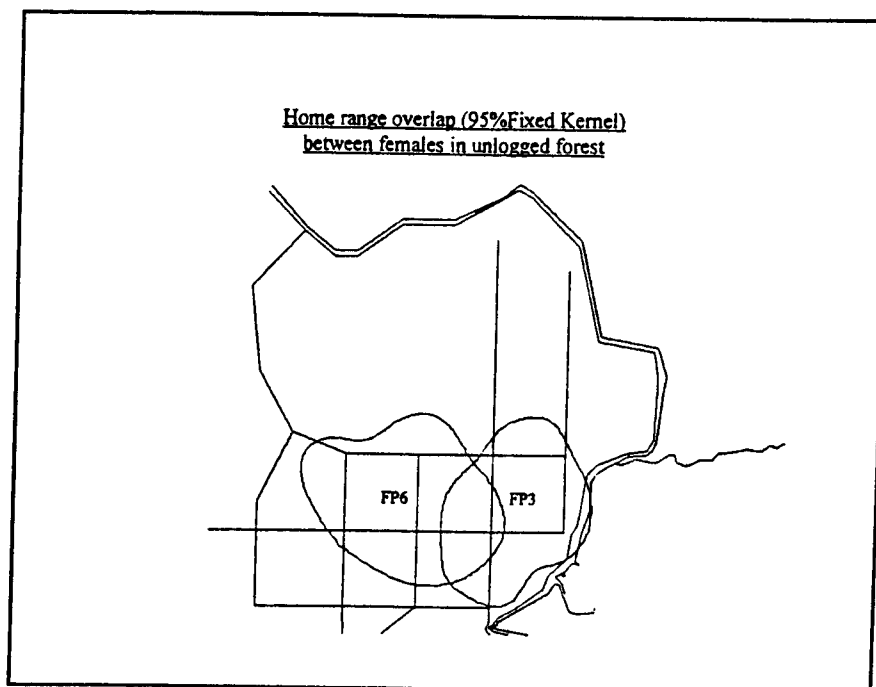 Home range overlap (95%Fixed Kernel)
between females in unlogged forest
FP6
FP3